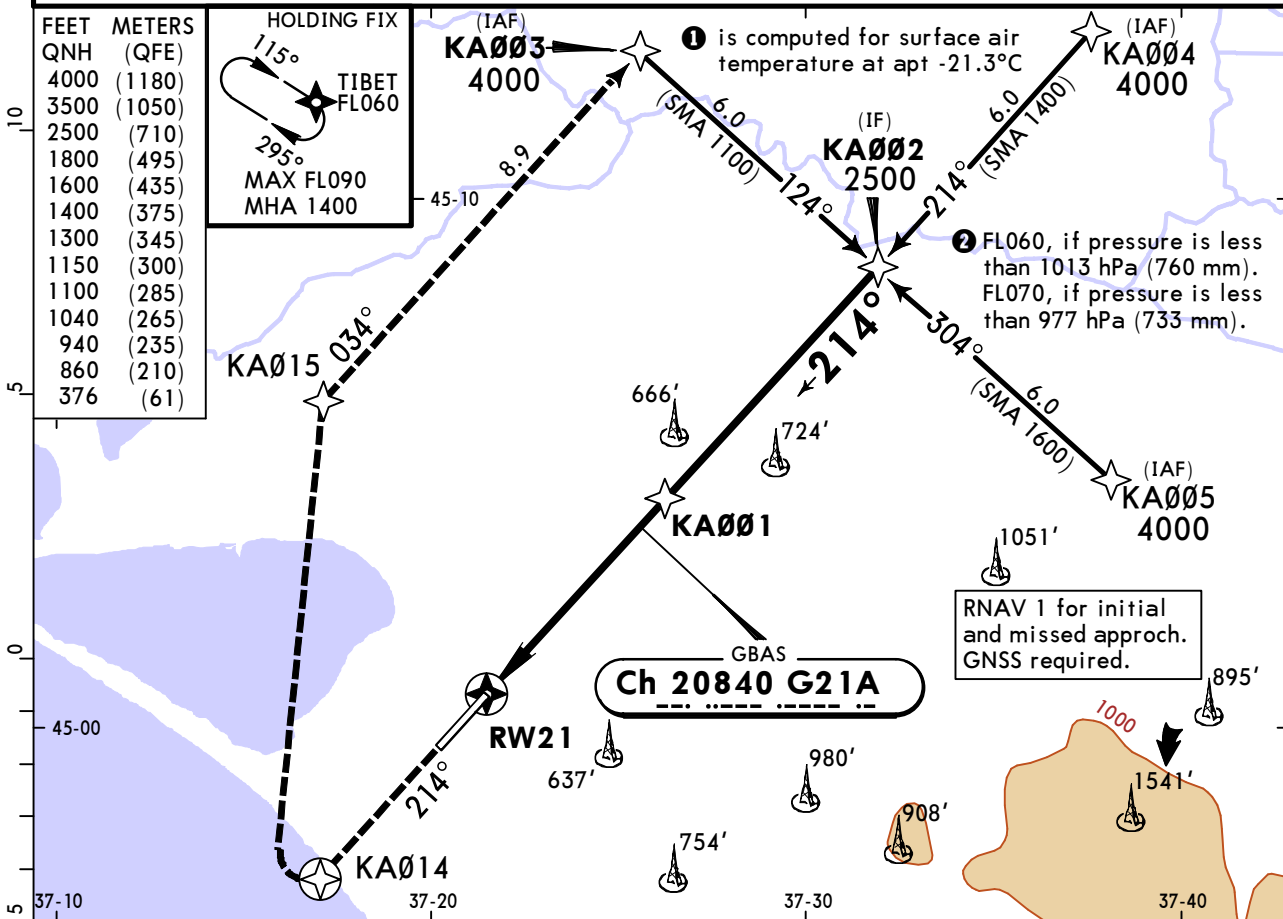 FEET METERS
QNH (QFE)
4000 (1180)
3500 (1050)
2500 (710)
1800 (495)
1600 (435)
1400 (375)
1300 (345)
1150 (300)
1100 (285)
1040 (265)
940 (235)
860 (210)
376 (61)
HOLDING FIX
115°
TIBET
FL060
295°
MAX FL090
MHA 1400
(IAF)
KAØØ3
4000
❶ is computed for surface air
temperature at apt -21.3°C
(IAF)
KAØØ4
4000
6.0
(SMA 1100)
124°
6.0
(SMA 1400)
214°
(IF)
KAØØ2
2500
❷ FL060, if pressure is less
than 1013 hPa (760 mm).
FL070, if pressure is less
than 977 hPa (733 mm).
10
45-10
8.9
034°
KAØ15
214°
304°
6.0
(SMA 1600)
(IAF)
KAØØ5
4000
5
666'
724'
KAØØ1
1051'
RNAV 1 for initial
and missed approch.
GNSS required.
GBAS
Ch 20840 G21A
0
45-00
RW21
895'
1000
637'
980'
1541'
214°
908'
754'
KAØ14
5
37-10
37-20
37-30
37-40